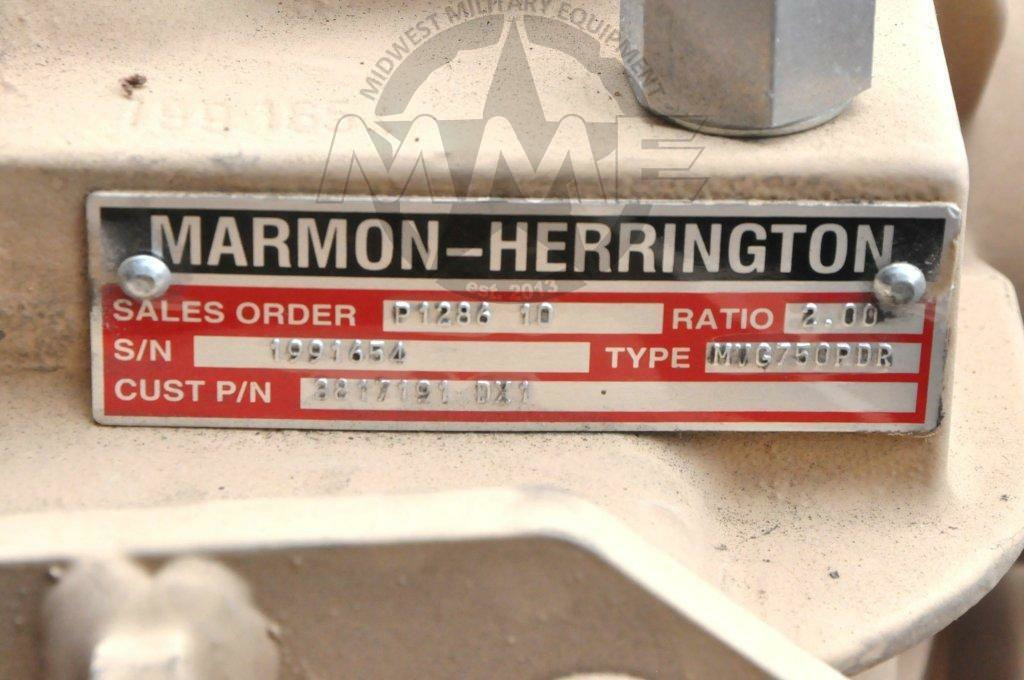 MIDWEST MILITARY EQUIPMENT
MME
MARMON-HERRINGTON
est. 2013
SALES ORDER P1286 10 RATIO 2.00
S/N 1991654 TYPE MVG750PDR
CUST P/N 3817191 DX1